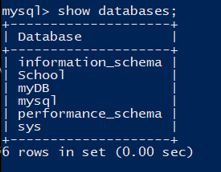 mysql> show databases;
+--------------------+
| Database           |
+--------------------+
| information_schema |
| School             |
| myDB               |
| mysql              |
| performance_schema |
| sys                |
+--------------------+
6 rows in set (0.00 sec)